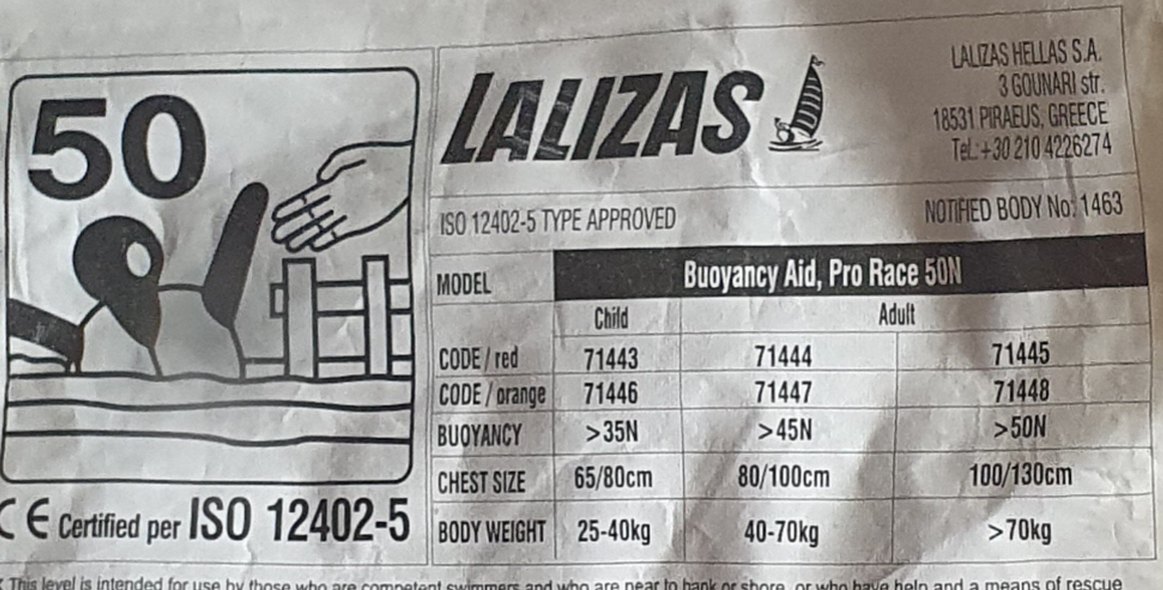 50
LALIZAS
LALIZAS HELLAS S.A.
3 GOUNARI str.
18531 PIRAEUS, GREECE
Tel.:+30 210 4226274
ISO 12402-5 TYPE APPROVED
NOTIFIED BODY No: 1463
MODEL Buoyancy Aid, Pro Race 50N
Child Adult
CODE / red 71443 71444 71445
CODE / orange 71446 71447 71448
BUOYANCY >35N >45N >50N
CHEST SIZE 65/80cm 80/100cm 100/130cm
BODY WEIGHT 25-40kg 40-70kg >70kg
CE Certified per ISO 12402-5
This level is intended for use by those who are competent swimmers and who are near to bank or shore, or who have help and a means of rescue